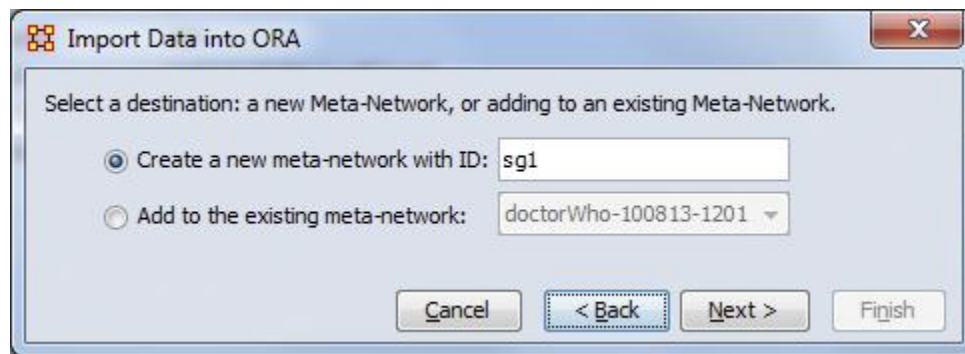 Import Data into ORA
Select a destination: a new Meta-Network, or adding to an existing Meta-Network.
Create a new meta-network with ID: sg1
Add to the existing meta-network: doctorWho-100813-1201
Cancel < Back Next > Finish